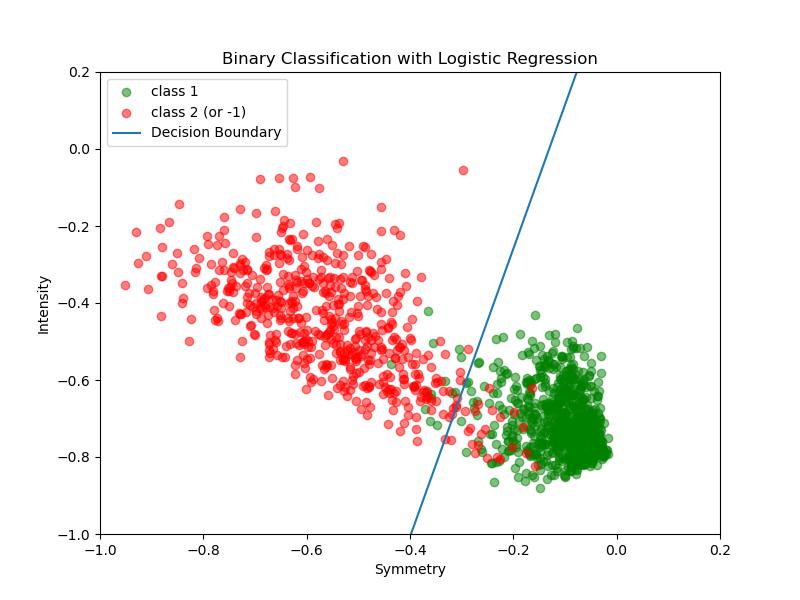 Binary Classification with Logistic Regression
class 1
class 2 (or -1)
Decision Boundary
0.2
0.0
−0.2
−0.4
−0.6
−0.8
−1.0
Intensity
−1.0 −0.8 −0.6 −0.4 −0.2 0.0 0.2
Symmetry